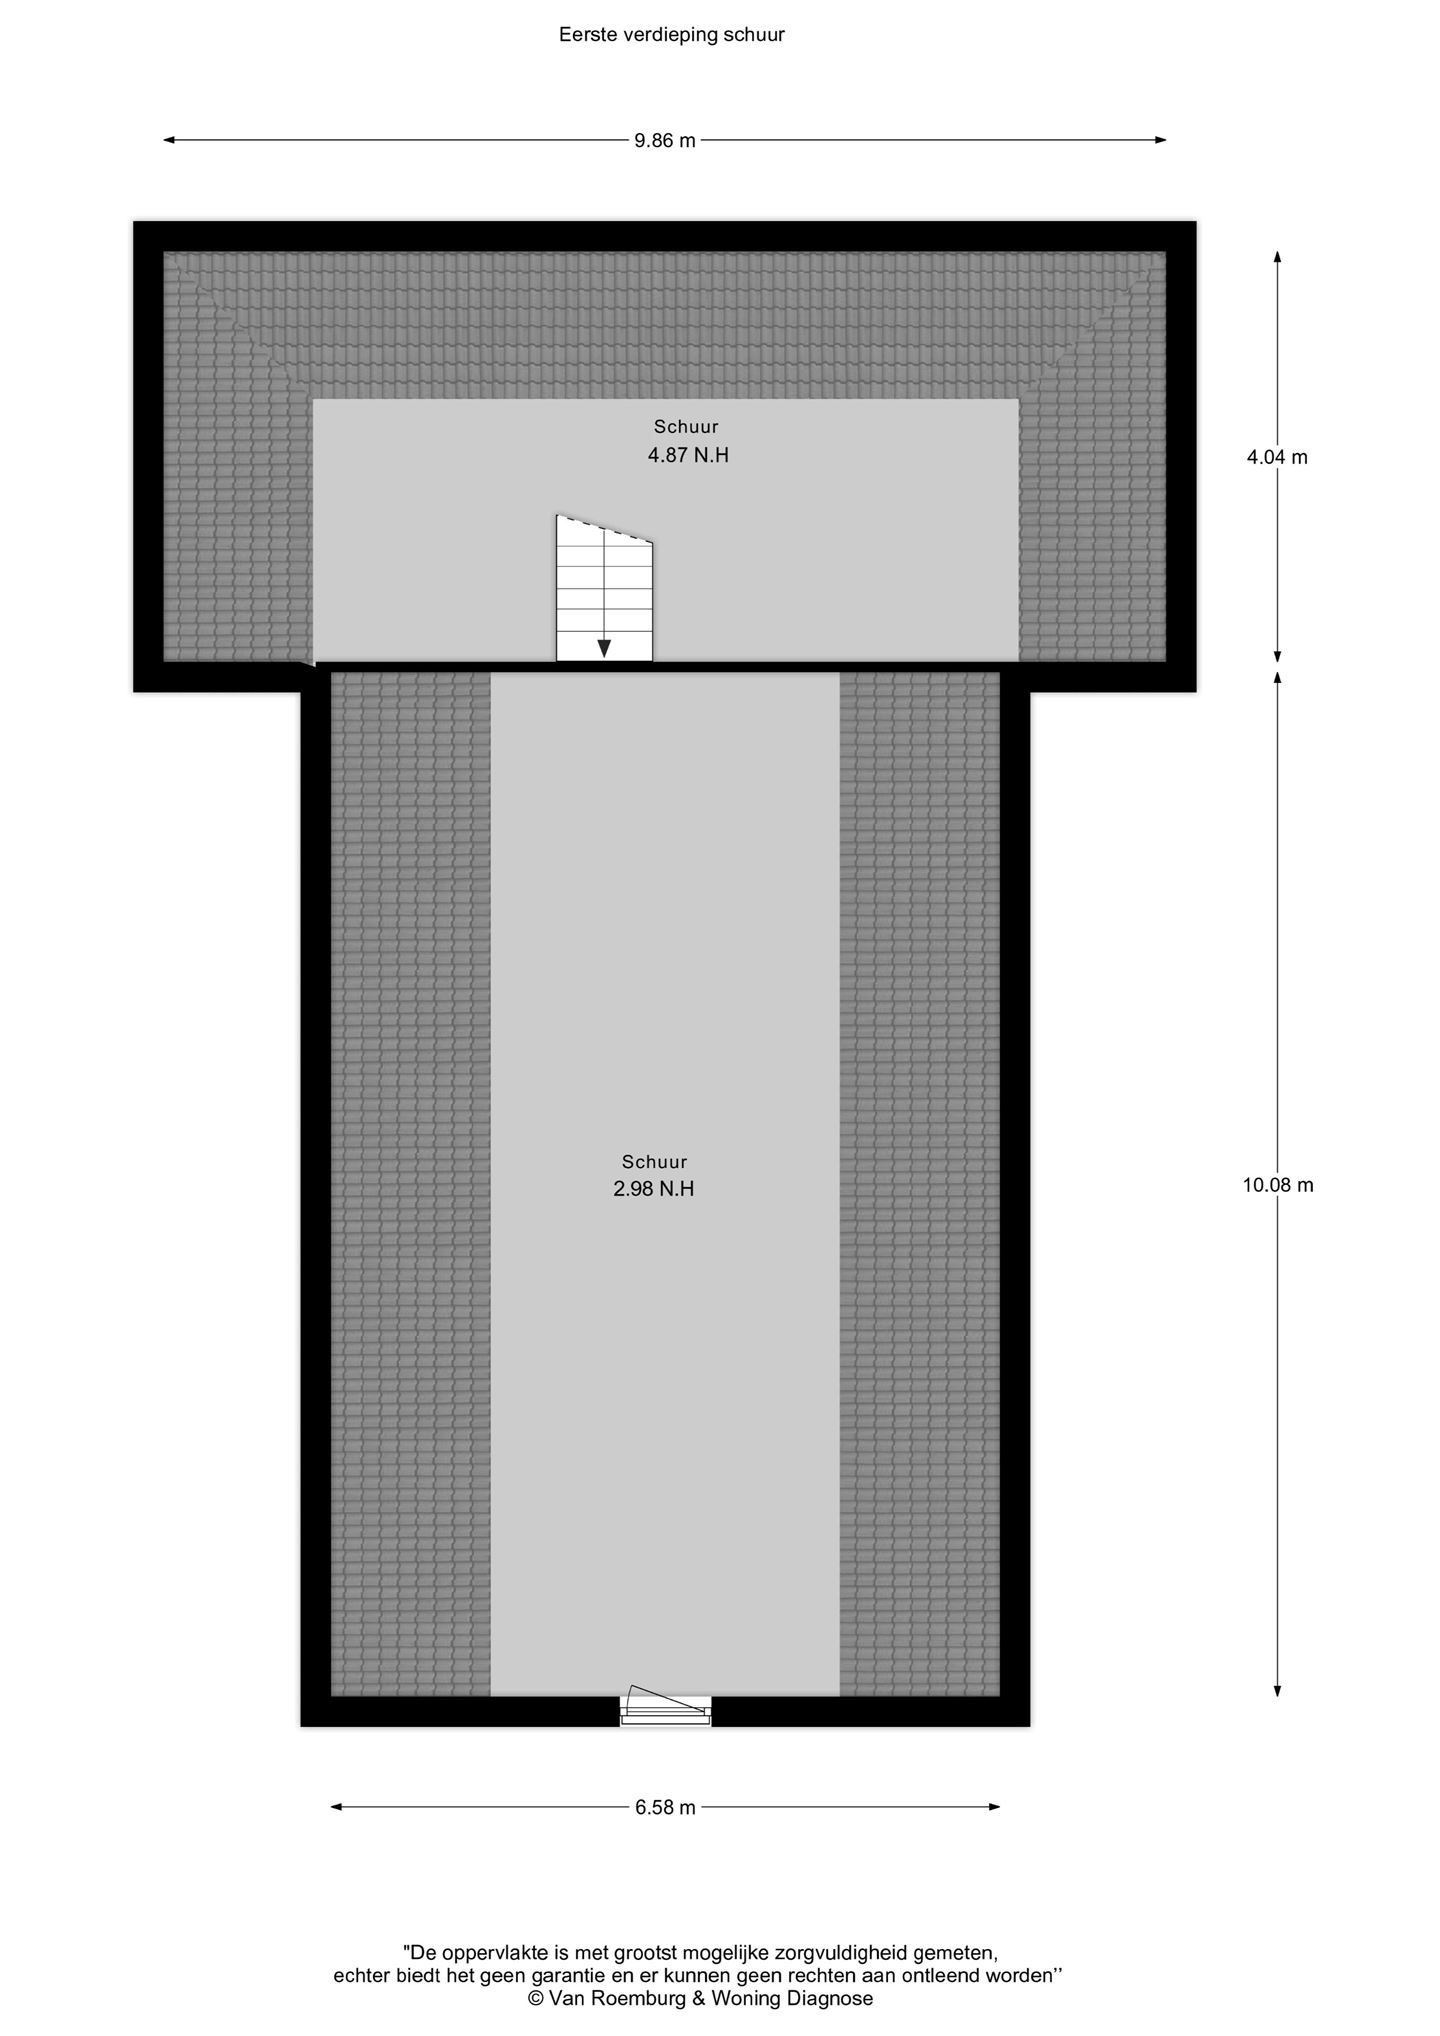 Eerste verdieping schuur
9.86 m
Schuur
4.87 N.H
4.04 m
Schuur
2.98 N.H
10.08 m
6.58 m
"De oppervlakte is met grootst mogelijke zorgvuldigheid gemeten,
echter biedt het geen garantie en er kunnen geen rechten aan ontleend worden’’
© Van Roemburg & Woning Diagnose